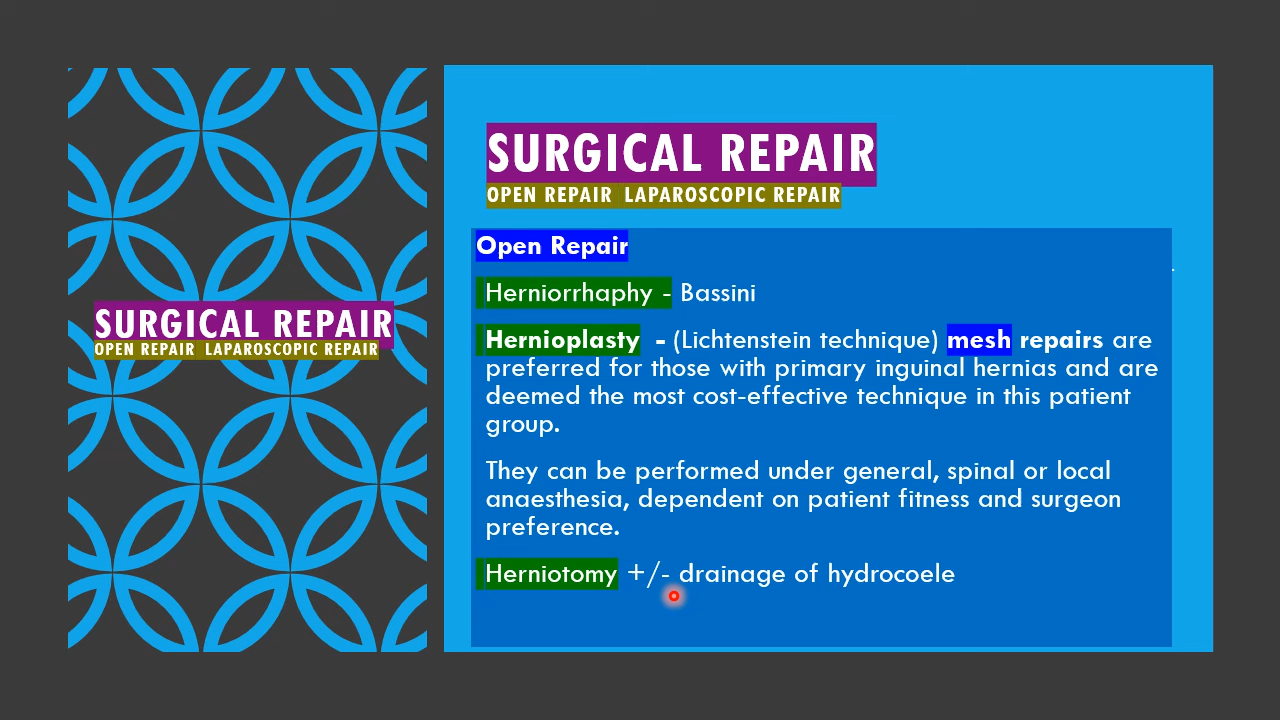 SURGICAL REPAIR
OPEN REPAIR LAPAROSCOPIC REPAIR
SURGICAL REPAIR
OPEN REPAIR LAPAROSCOPIC REPAIR
Open Repair
Herniorrhaphy - Bassini
Hernioplasty - (Lichtenstein technique) mesh repairs are
preferred for those with primary inguinal hernias and are
deemed the most cost-effective technique in this patient
group.
They can be performed under general, spinal or local
anaesthesia, dependent on patient fitness and surgeon
preference.
Herniotomy +/- drainage of hydrocoele